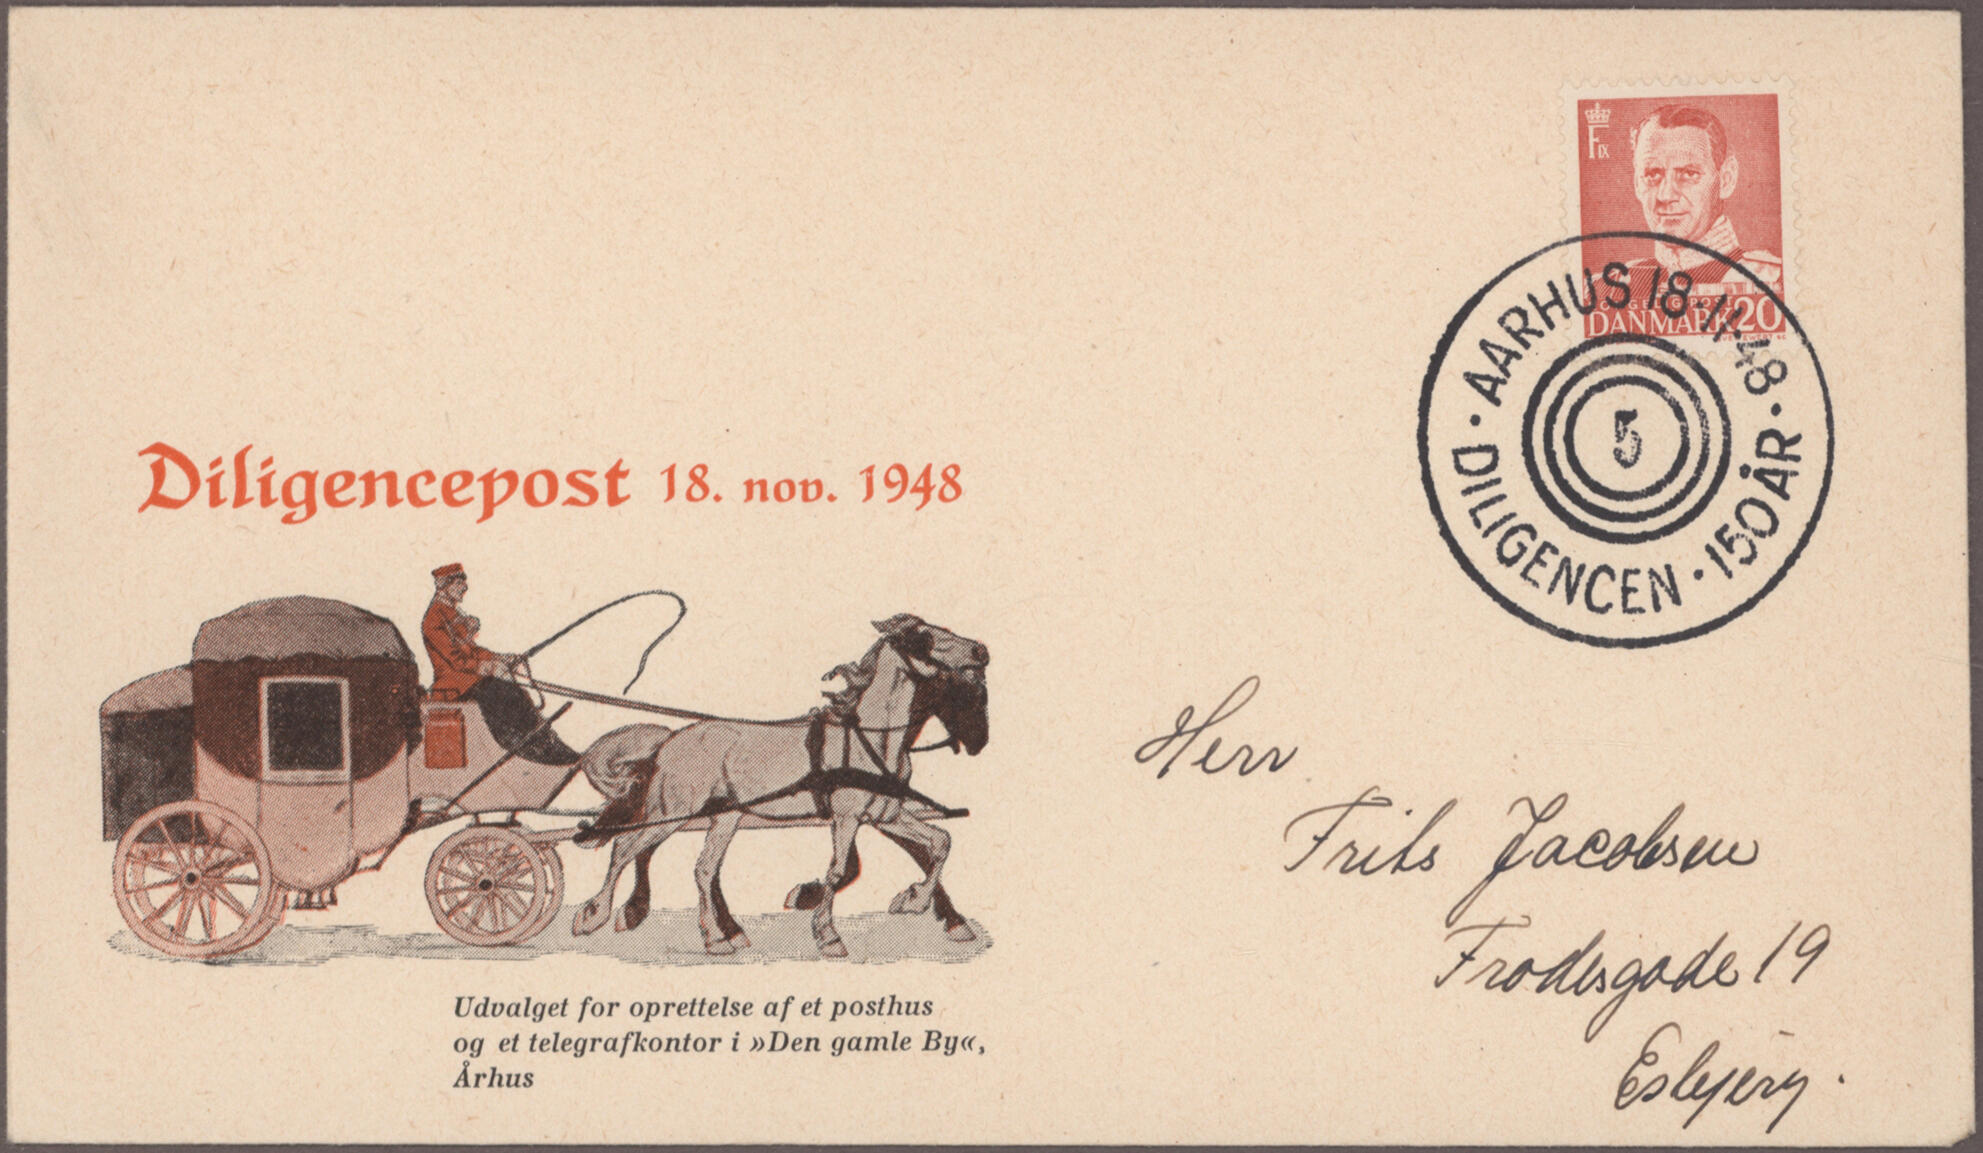 F IX
DANMARK 20
· AARHUS 18·11·48 ·
5
DILIGENCEN · 150 ÅR
Diligencepost 18. nov. 1948
Udvalget for oprettelse af et posthus
og et telegrafkontor i »Den gamle By«,
Århus
Herr
Frits Jacobsen
Frodesgade 19
Esbjerg.